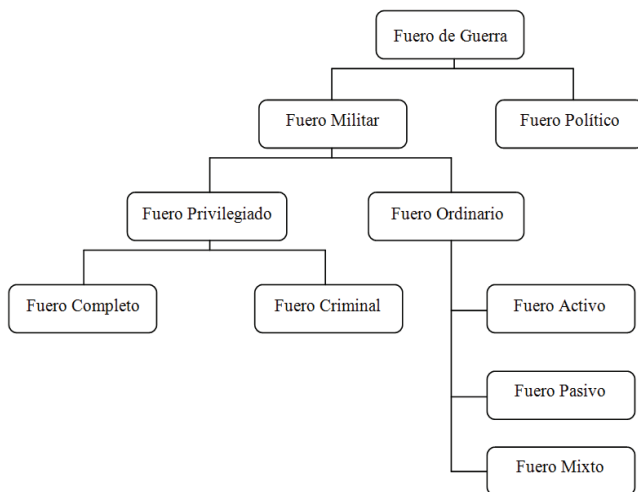 Fuero de Guerra
Fuero Militar
Fuero Político
Fuero Privilegiado
Fuero Ordinario
Fuero Completo
Fuero Criminal
Fuero Activo
Fuero Pasivo
Fuero Mixto